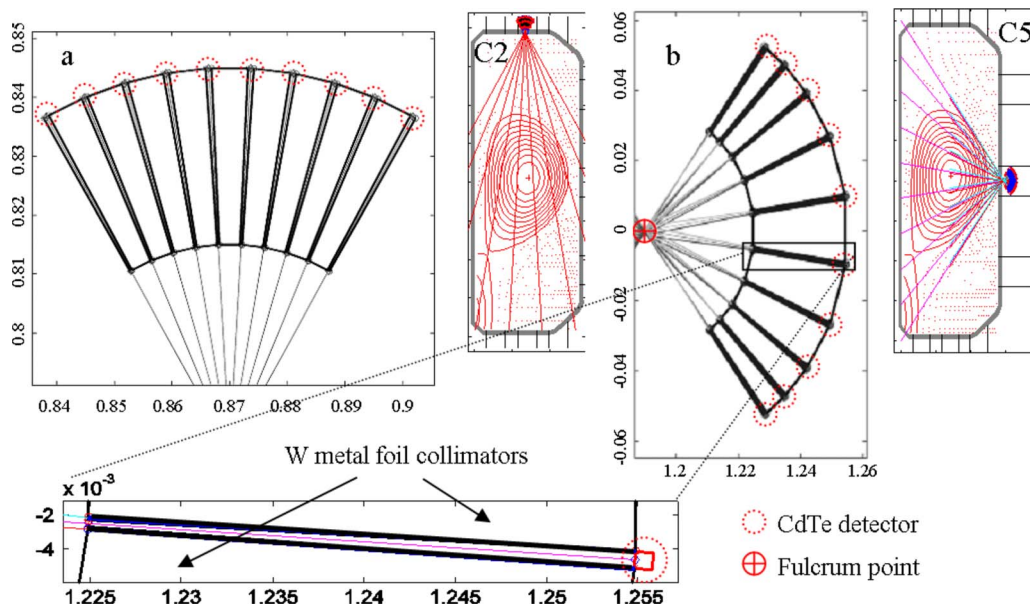 a
0.85
0.84
0.83
0.82
0.81
0.8
0.84 0.85 0.86 0.87 0.88 0.89 0.9
C2
b
0.06
0.04
0.02
0
-0.02
-0.04
-0.06
1.2 1.22 1.24 1.26
C5
W metal foil collimators
x 10-3
-2
-4
1.225 1.23 1.235 1.24 1.245 1.25 1.255
CdTe detector
Fulcrum point